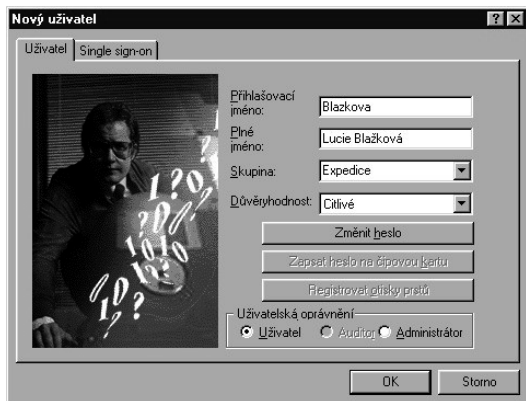 Nový uživatel
Uživatel Single sign-on
Přihlašovací
jméno:
Blazkova
Plné
jméno:
Lucie Blažková
Skupina: Expedice
Důvěryhodnost: Citlivé
Změnit heslo
Zapsat heslo na čipovou kartu
Registrovat otisky prstů
Uživatelská oprávnění
Uživatel Auditor Administrátor
OK Storno